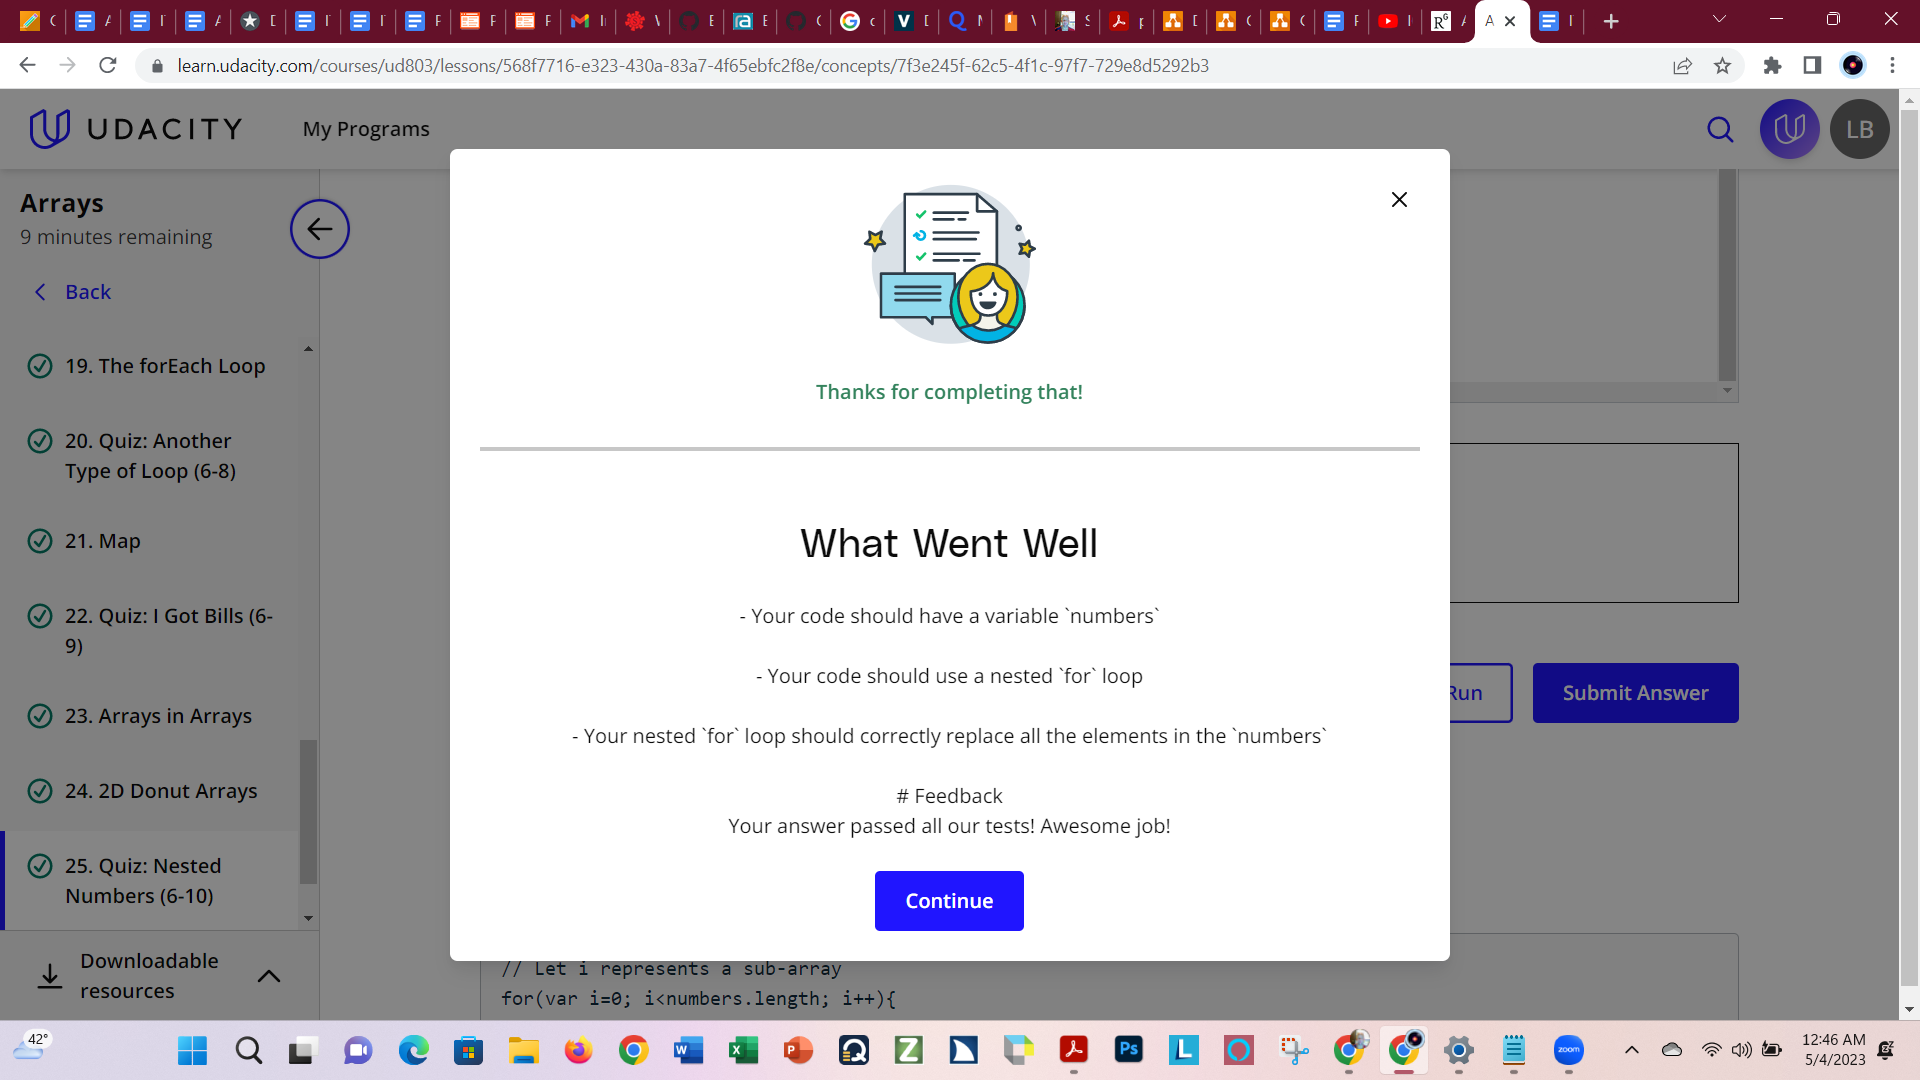 learn.udacity.com/courses/ud803/lessons/568f7716-e323-430a-83a7-4f65ebfc2f8e/concepts/7f3e245f-62c5-4f1c-97f7-729e8d5292b3
UDACITY
My Programs
LB
Arrays
9 minutes remaining
Back
19. The forEach Loop
20. Quiz: Another
Type of Loop (6-8)
21. Map
22. Quiz: I Got Bills (6-
9)
23. Arrays in Arrays
24. 2D Donut Arrays
25. Quiz: Nested
Numbers (6-10)
Downloadable
resources
Thanks for completing that!
What Went Well
- Your code should have a variable `numbers`
- Your code should use a nested `for` loop
- Your nested `for` loop should correctly replace all the elements in the `numbers`
# Feedback
Your answer passed all our tests! Awesome job!
Continue
Run
Submit Answer
// Let i represents a sub-array
for(var i=0; i<numbers.length; i++){
42°
zoom
12:46 AM
5/4/2023